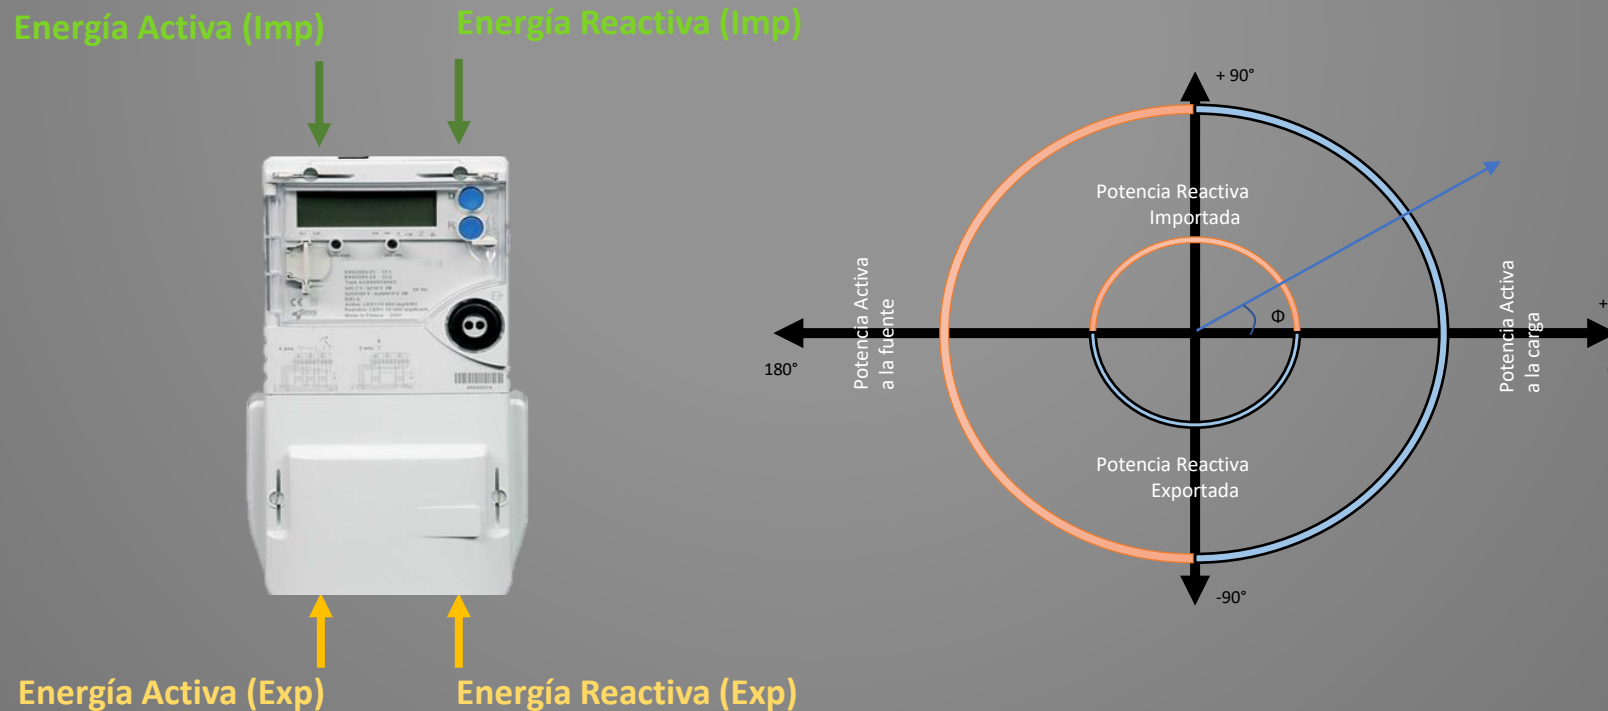 Energía Activa (Imp)
Energía Reactiva (Imp)
Energía Activa (Exp)
Energía Reactiva (Exp)
+ 90°
Potencia Reactiva
Importada
Potencia Activa
a la fuente
180°
Φ
Potencia Activa
a la carga
+
Potencia Reactiva
Exportada
-90°